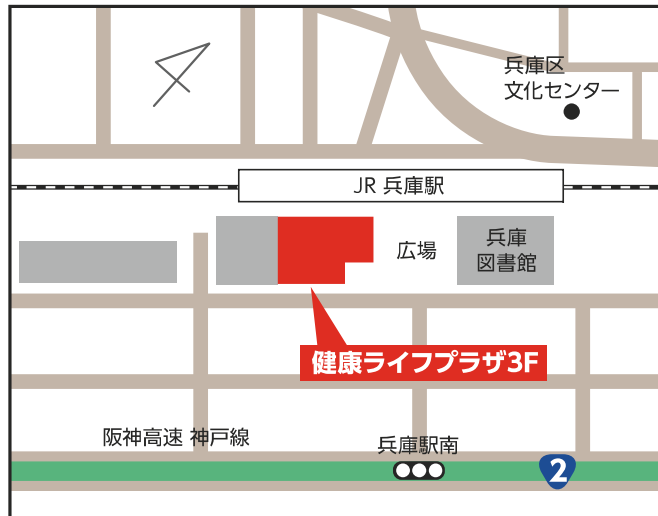 兵庫区
文化センター
JR 兵庫駅
広場
兵庫
図書館
健康ライフプラザ3F
阪神高速 神戸線
兵庫駅南
2